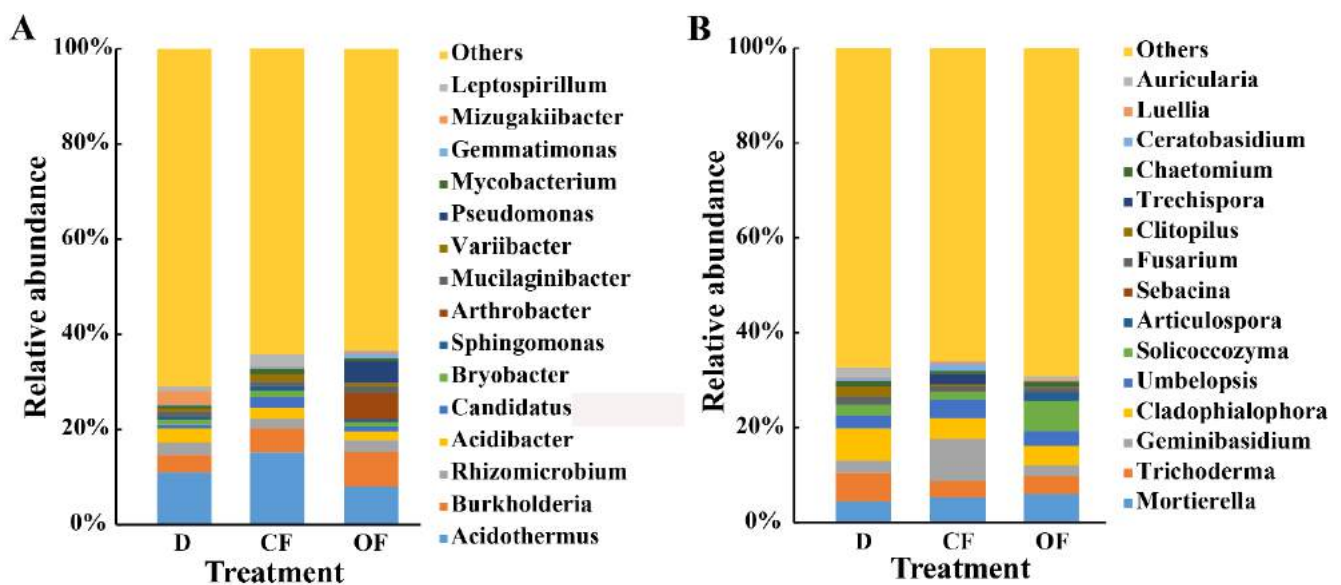 A
Relative abundance
100%
80%
60%
40%
20%
0%
D CF OF
Treatment
Others
Leptospirillum
Mizugakiibacter
Gemmatimonas
Mycobacterium
Pseudomonas
Variibacter
Mucilaginibacter
Arthrobacter
Sphingomonas
Bryobacter
Candidatus
Acidibacter
Rhizomicrobium
Burkholderia
Acidothermus
B
Relative abundance
100%
80%
60%
40%
20%
0%
D CF OF
Treatment
Others
Auricularia
Luellia
Ceratobasidium
Chaetomium
Trechispora
Clitopilus
Fusarium
Sebacina
Articulospora
Solicoccozyma
Umbelopsis
Cladophialophora
Geminibasidium
Trichoderma
Mortierella